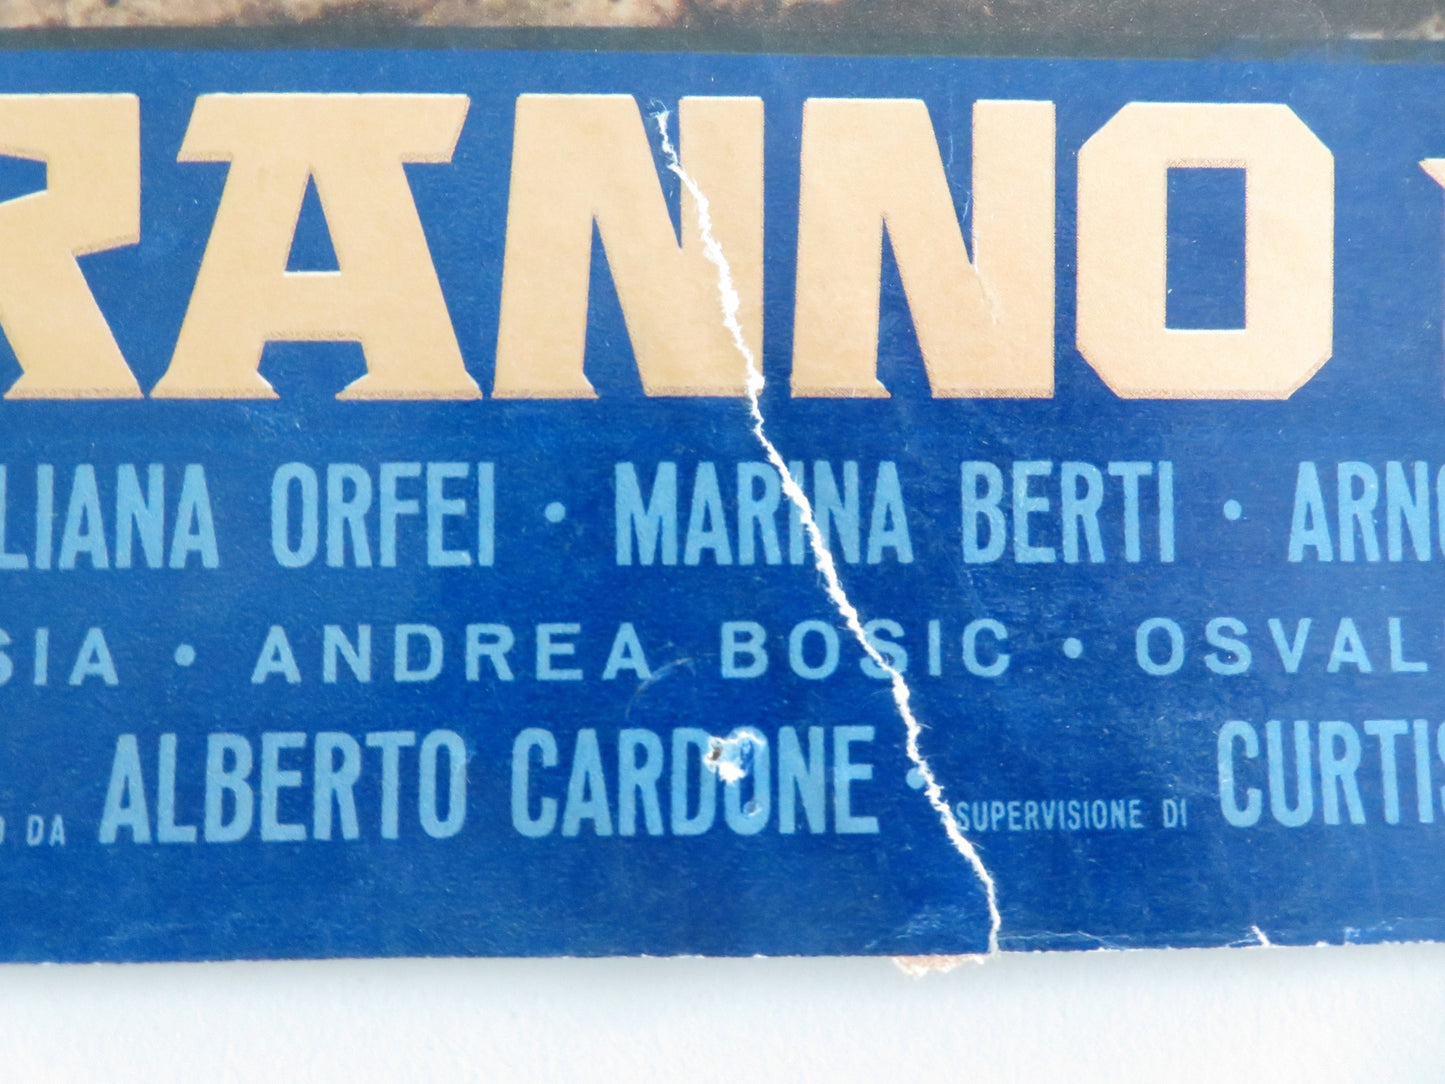 RANNO
LIANA ORFEI · MARINA BERTI · ARNO
SIA · ANDREA BOSIC · OSVAL
O DA ALBERTO CARDONE · SUPERVISIONE DI CURTIS